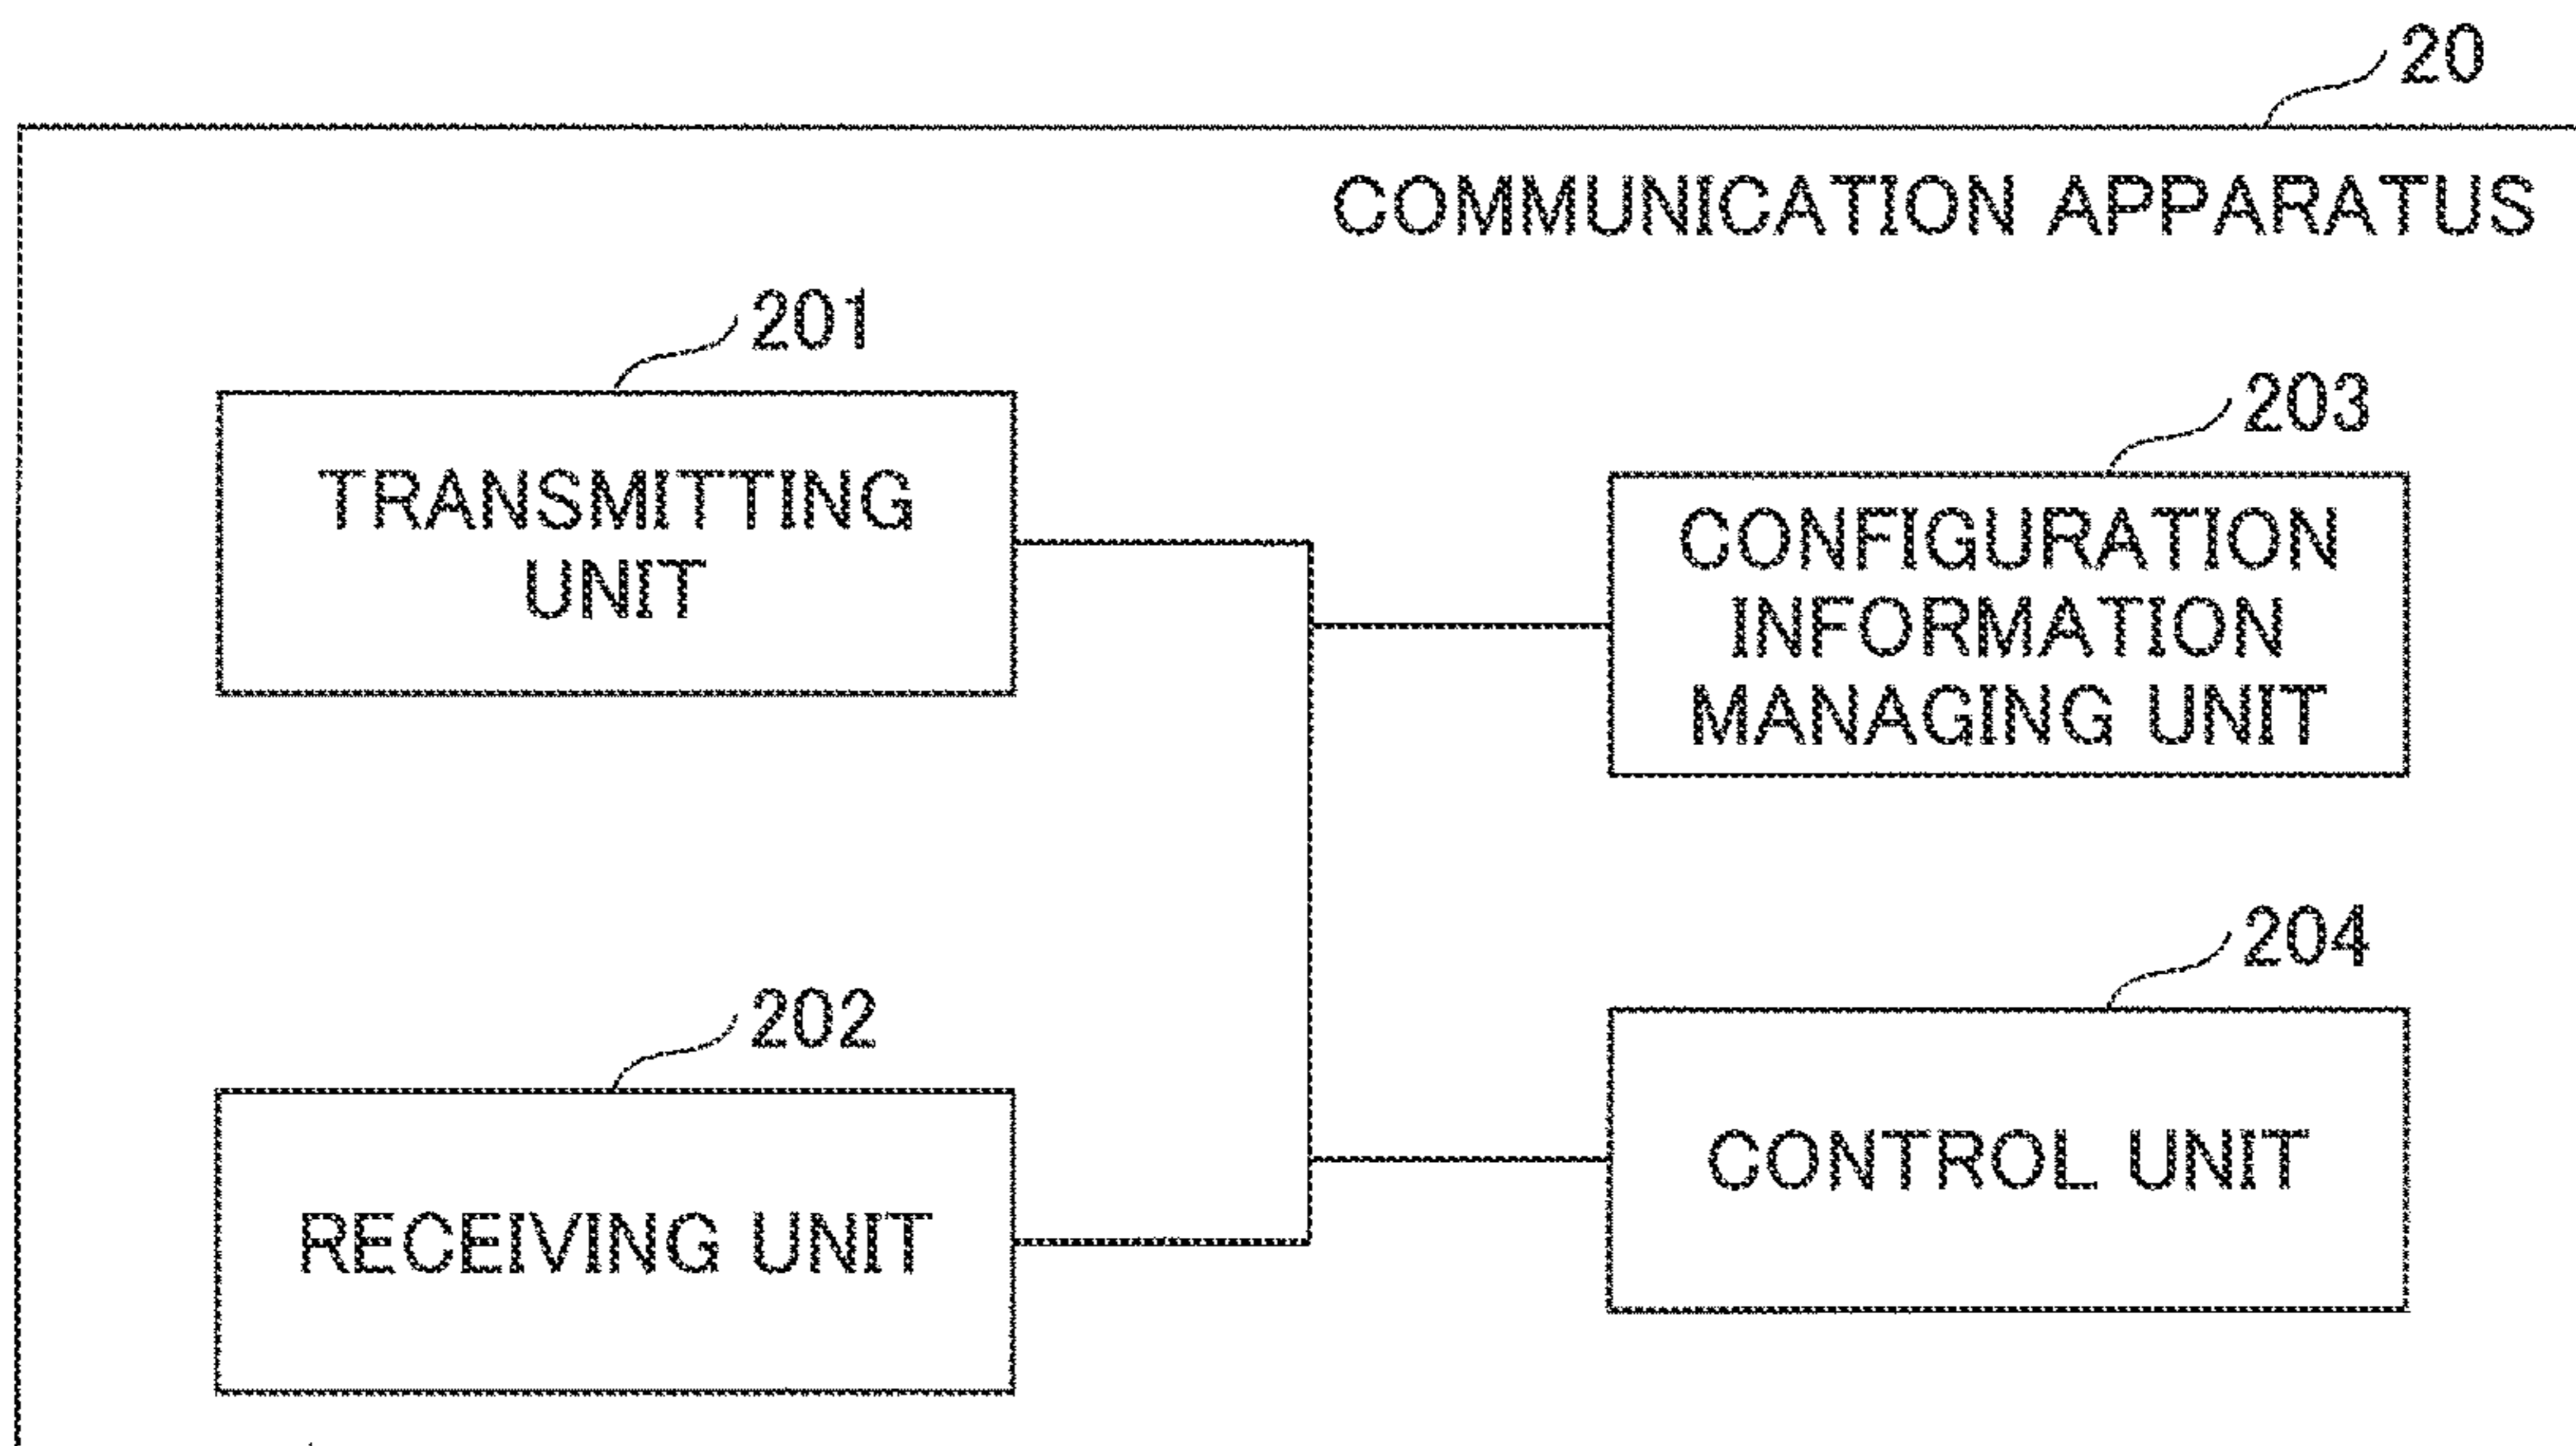 20
COMMUNICATION APPARATUS
201
TRANSMITTING
UNIT
203
CONFIGURATION
INFORMATION
MANAGING UNIT
202
RECEIVING UNIT
204
CONTROL UNIT